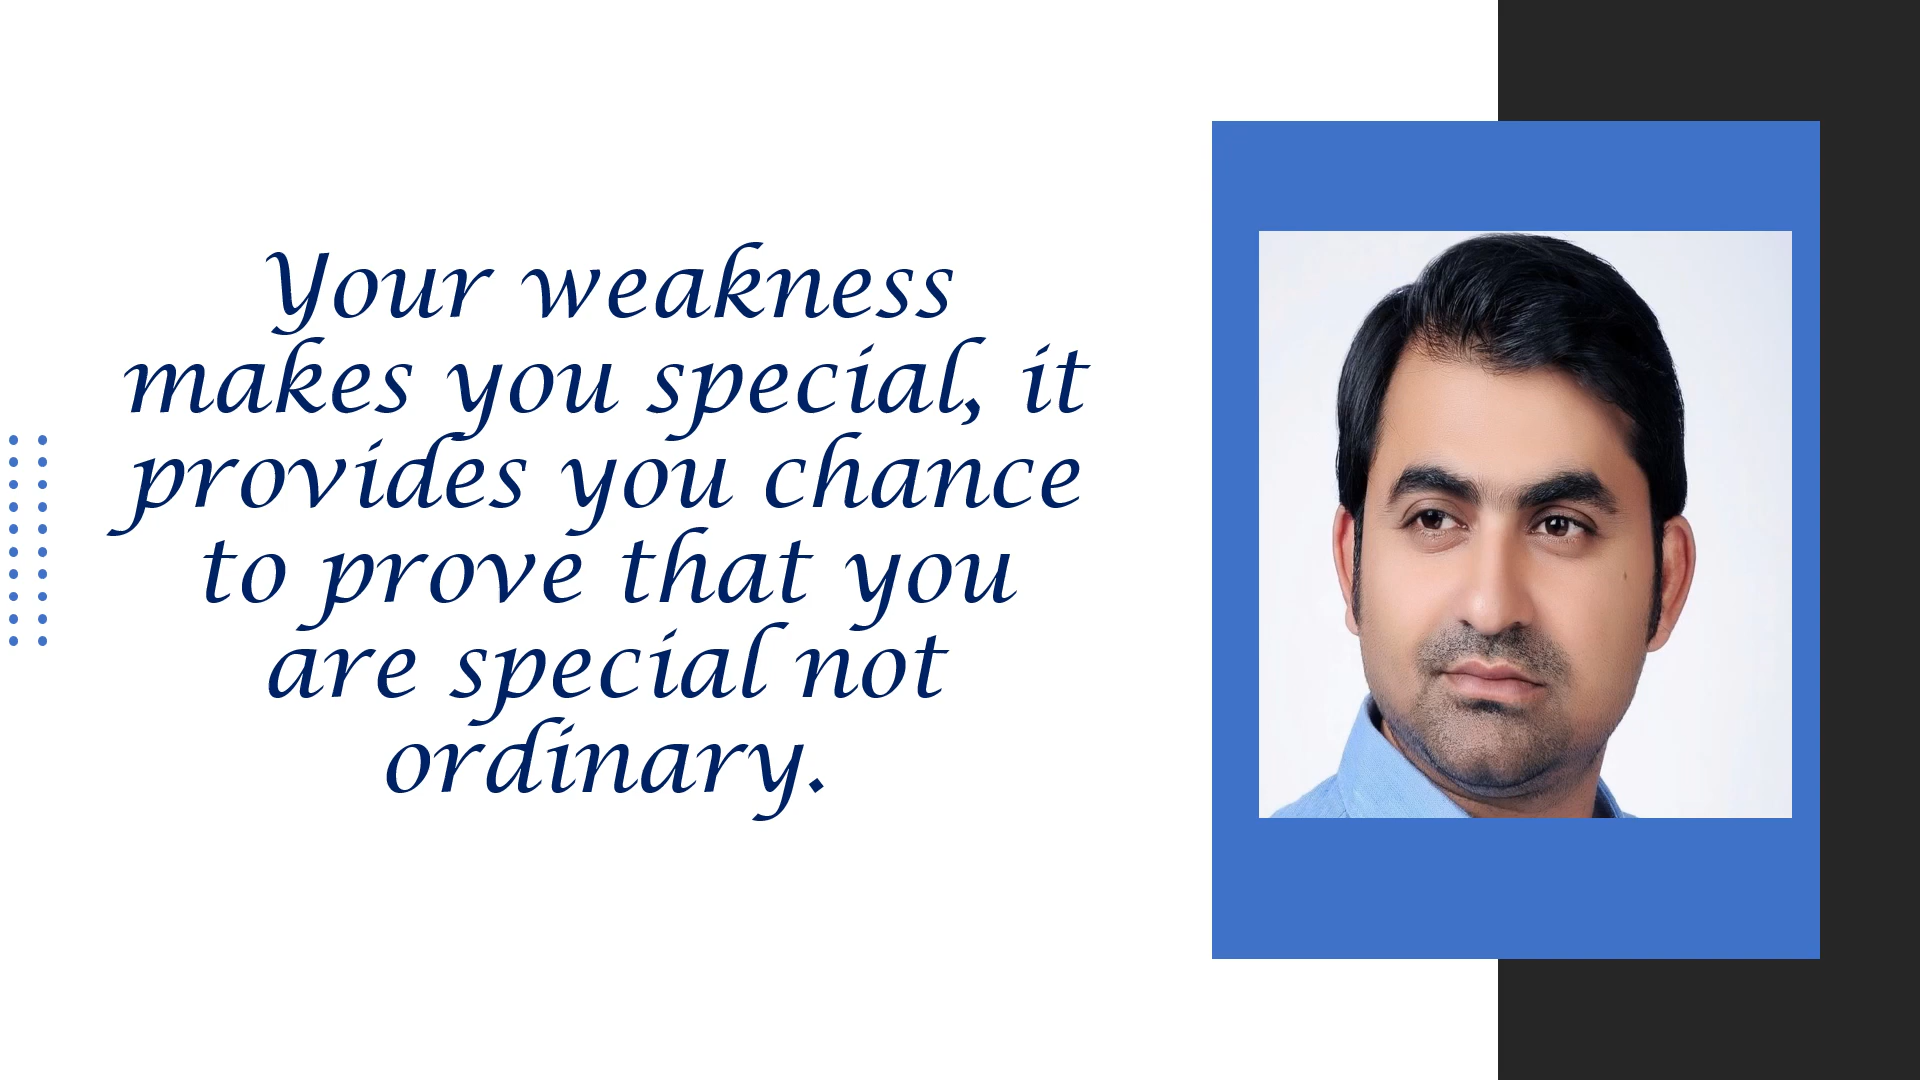 Your weakness
makes you special, it
provides you chance
to prove that you
are special not
ordinary.